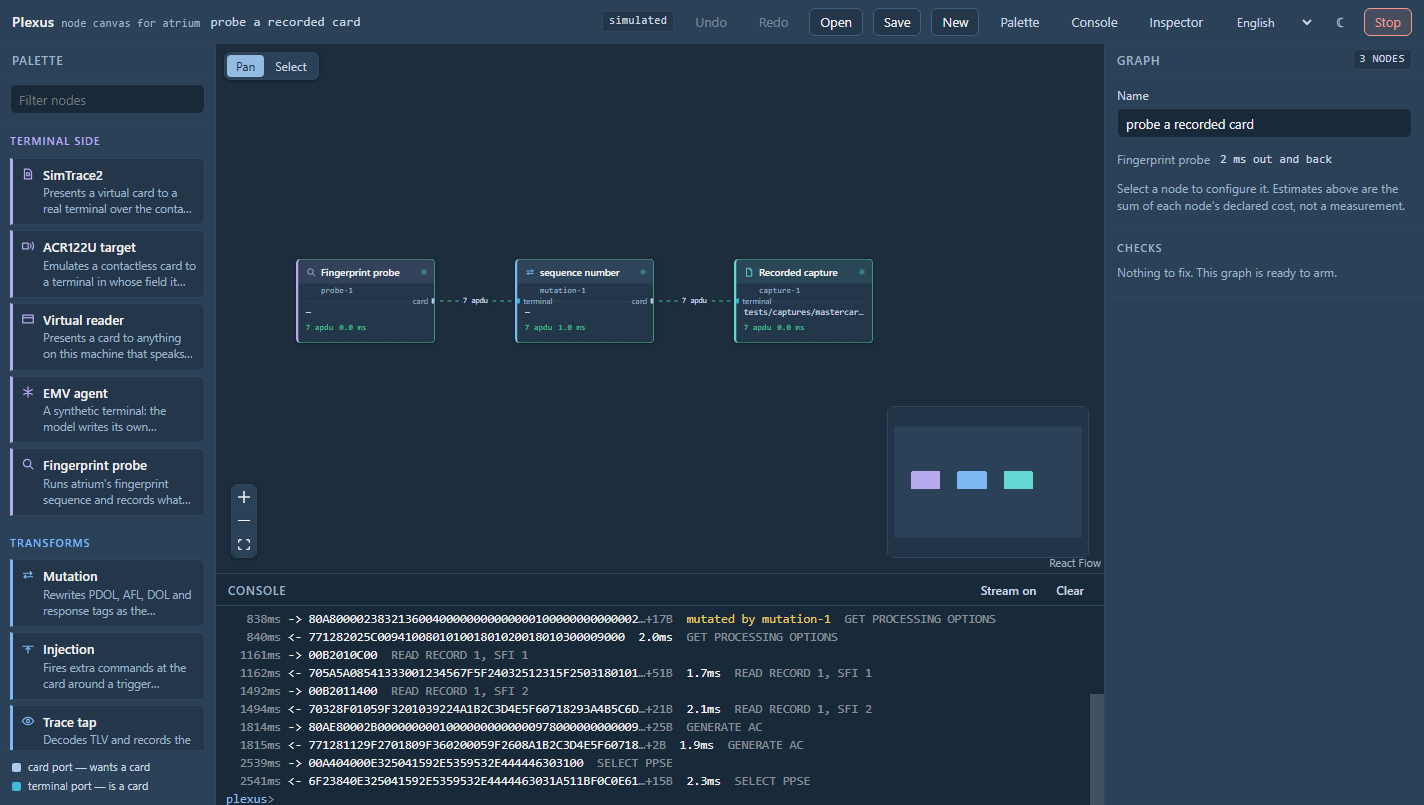 Plexus node canvas for atrium probe a recorded card simulated Undo Redo Open Save New Palette Console Inspector English Stop
PALETTE
Filter nodes
TERMINAL SIDE
SimTrace2
Presents a virtual card to a
real terminal over the conta...
ACR122U target
Emulates a contactless card to
a terminal in whose field it...
Virtual reader
Presents a card to anything
on this machine that speaks...
EMV agent
A synthetic terminal: the
model writes its own...
Fingerprint probe
Runs atrium's fingerprint
sequence and records what...
TRANSFORMS
Mutation
Rewrites PDOL, AFL, DOL and
response tags as the...
Injection
Fires extra commands at the
card around a trigger...
Trace tap
Decodes TLV and records the
card port — wants a card
terminal port — is a card
Pan Select
Fingerprint probe
probe-1
card
—
7 apdu 0.0 ms
7 apdu
sequence number
mutation-1
terminal card
—
7 apdu 1.0 ms
7 apdu
Recorded capture
capture-1
terminal
tests/captures/mastercar…
7 apdu 0.0 ms
React Flow
CONSOLE Stream on Clear
838ms -> 80A80000238321360040000000000000100000000000000002…+17B mutated by mutation-1 GET PROCESSING OPTIONS
840ms <- 771282025C009410080101001801020018010300009000 2.0ms GET PROCESSING OPTIONS
1161ms -> 00B2010C00 READ RECORD 1, SFI 1
1162ms <- 705A5A08541333001234567F5F24032512315F2503180101…+51B 1.7ms READ RECORD 1, SFI 1
1492ms -> 00B2011400 READ RECORD 1, SFI 2
1494ms <- 70328F01059F3201039224A1B2C3D4E5F60718293A4B5C6D…+21B 2.1ms READ RECORD 1, SFI 2
1814ms -> 80AE80002B0000000001000000000000009780000000000009…+25B GENERATE AC
1815ms <- 771281129F2701809F360200059F2608A1B2C3D4E5F60718…+2B 1.9ms GENERATE AC
2539ms -> 00A404000E325041592E5359532E444446303100 SELECT PPSE
2541ms <- 6F23840E325041592E5359532E4444463031A511BF0C0E61…+15B 2.3ms SELECT PPSE
plexus>
GRAPH 3 NODES
Name
probe a recorded card
Fingerprint probe 2 ms out and back
Select a node to configure it. Estimates above are the
sum of each node's declared cost, not a measurement.
CHECKS
Nothing to fix. This graph is ready to arm.